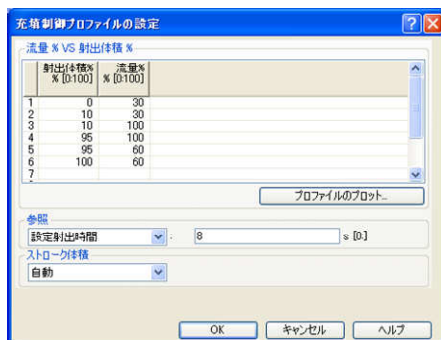 充填制御プロファイルの設定
流量 % VS 射出体積 %
射出体積% 流量%
% [0:100] % [0:100]
1 0 30
2 10 30
3 10 100
4 95 100
5 95 60
6 100 60
7
プロファイルのプロット...
参照
設定射出時間 : 8 s [0:]
ストローク体積
自動
OK キャンセル ヘルプ